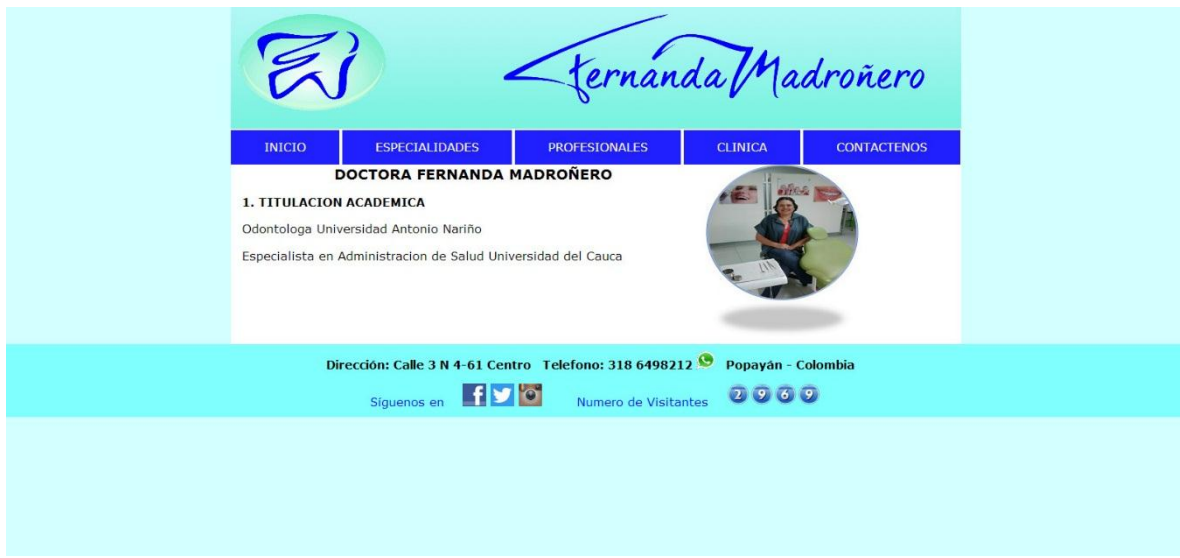 Fernanda Madroñero
INICIO ESPECIALIDADES PROFESIONALES CLINICA CONTACTENOS
DOCTORA FERNANDA MADROÑERO
1. TITULACION ACADEMICA
Odontologa Universidad Antonio Nariño
Especialista en Administracion de Salud Universidad del Cauca
Dirección: Calle 3 N 4-61 Centro Telefono: 318 6498212 Popayán - Colombia
Síguenos en Numero de Visitantes 2969